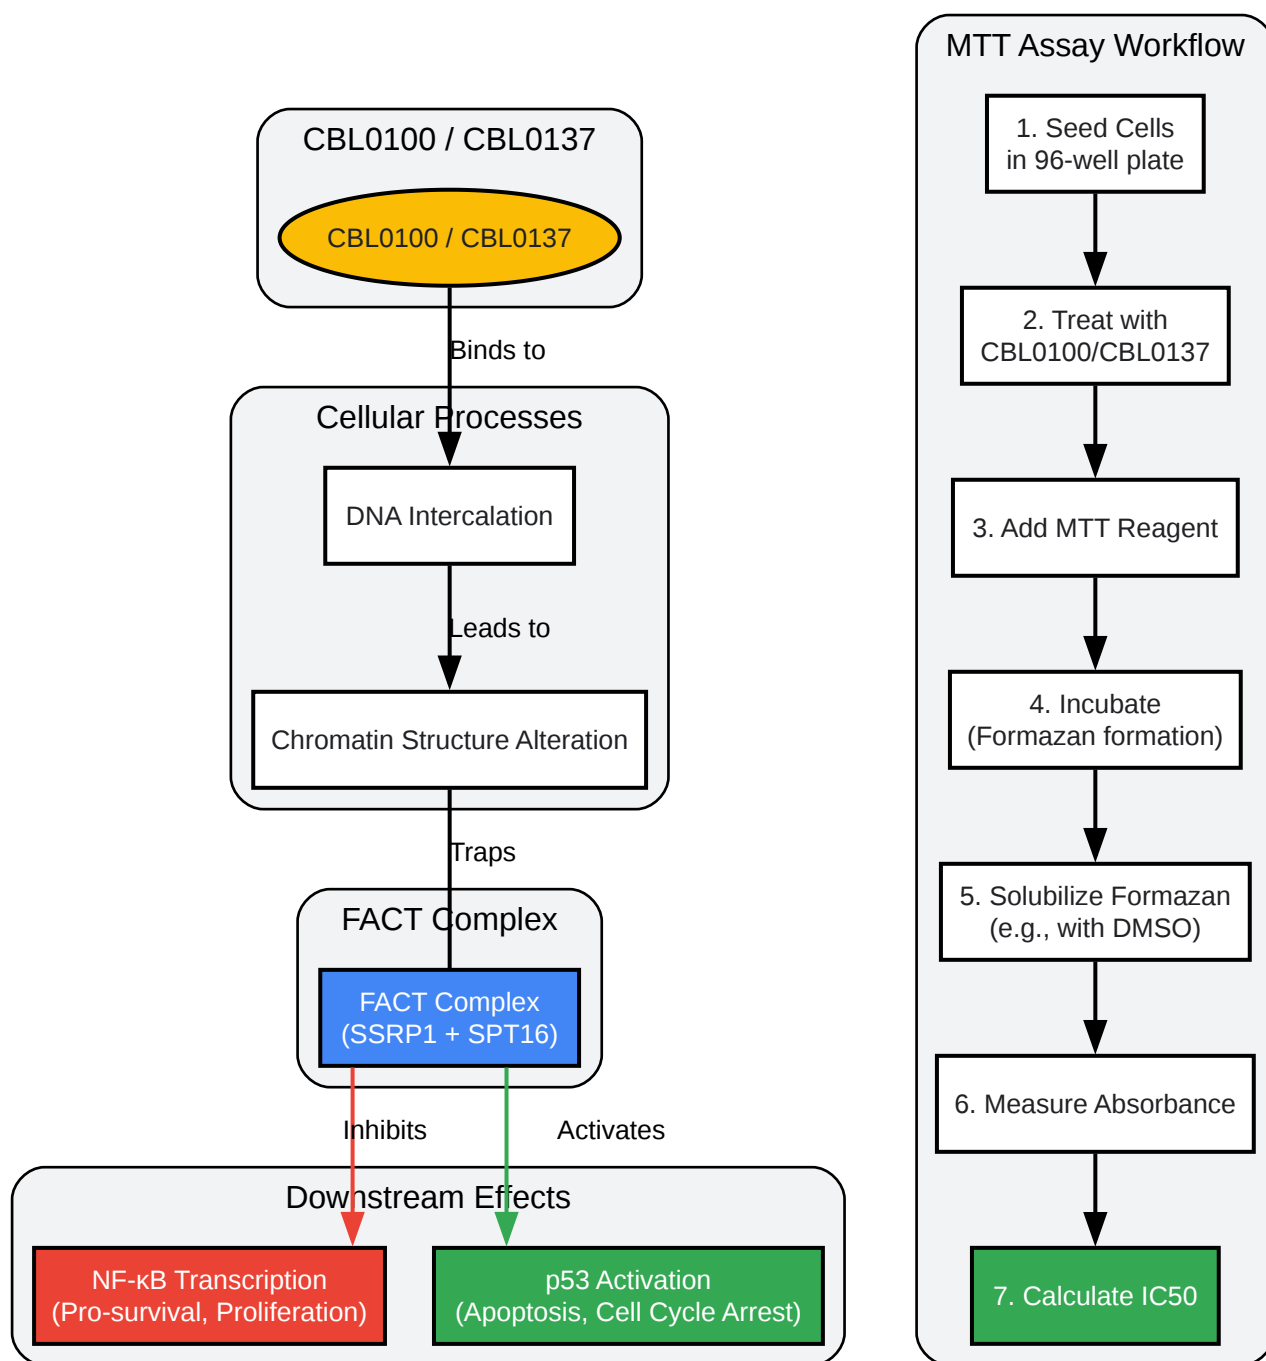 CBL0100 / CBL0137
CBL0100 / CBL0137
Binds to
Cellular Processes
DNA Intercalation
Leads to
Chromatin Structure Alteration
Traps
FACT Complex
FACT Complex
(SSRP1 + SPT16)
Inhibits
Activates
Downstream Effects
NF-κB Transcription
(Pro-survival, Proliferation)
p53 Activation
(Apoptosis, Cell Cycle Arrest)
MTT Assay Workflow
1. Seed Cells
in 96-well plate
2. Treat with
CBL0100/CBL0137
3. Add MTT Reagent
4. Incubate
(Formazan formation)
5. Solubilize Formazan
(e.g., with DMSO)
6. Measure Absorbance
7. Calculate IC50